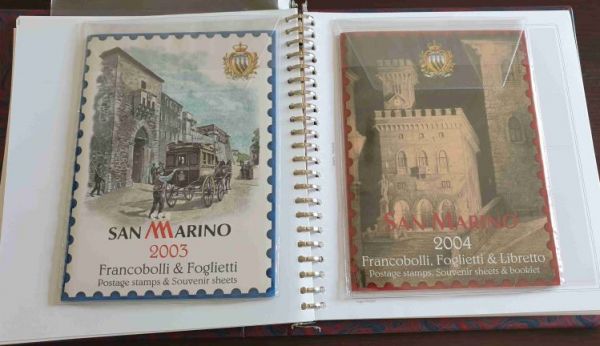 SAN MARINO
2003
Francobolli & Foglietti
Postage stamps & Souvenir sheets
SAN MARINO
2004
Francobolli, Foglietti & Libretto
Postage stamps, Souvenir sheets & booklet